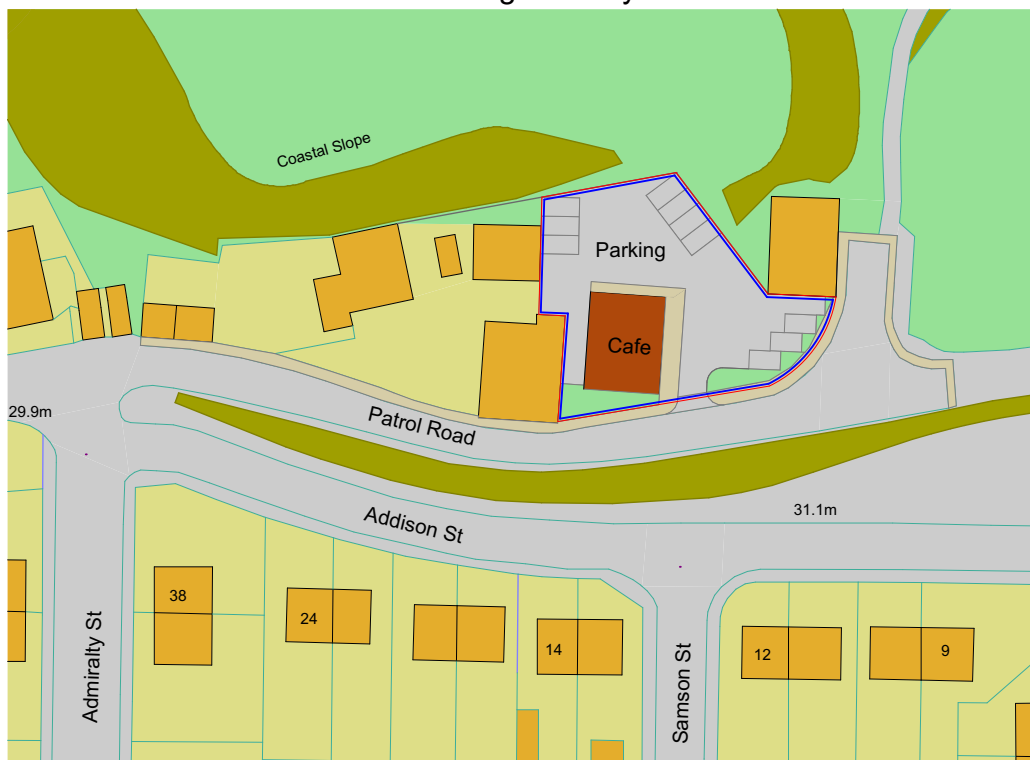 Coastal Slope
Parking
Cafe
29.9m
Patrol Road
Addison St
31.1m
38
24
14
12
9
Admiralty St
Samson St